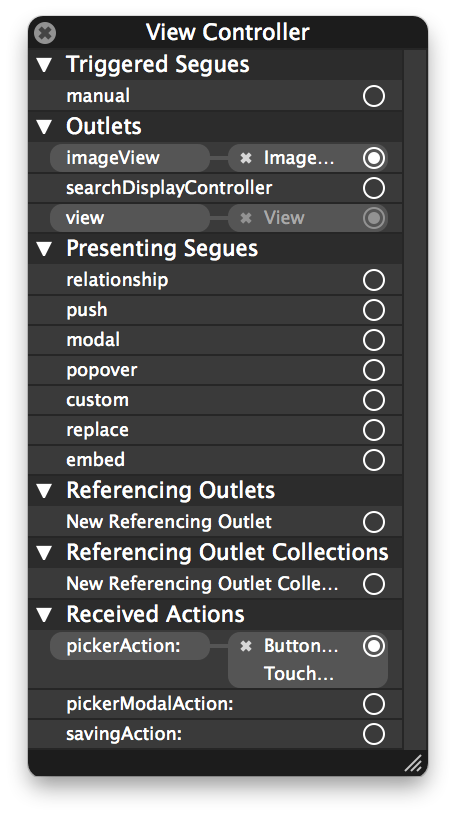 View Controller
Triggered Segues
manual
Outlets
imageView Image...
searchDisplayController
view View
Presenting Segues
relationship
push
modal
popover
custom
replace
embed
Referencing Outlets
New Referencing Outlet
Referencing Outlet Collections
New Referencing Outlet Colle...
Received Actions
pickerAction: Button...
Touch...
pickerModalAction:
savingAction: